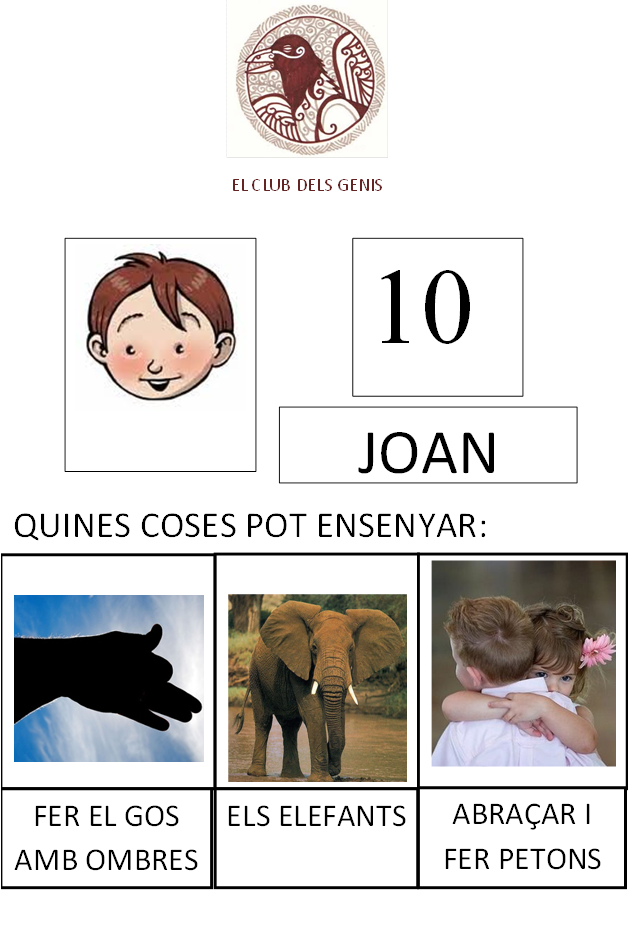 EL CLUB DELS GENIS
10
JOAN
QUINES COSES POT ENSENYAR:
FER EL GOS
AMB OMBRES
ELS ELEFANTS
ABRAÇAR I
FER PETONS